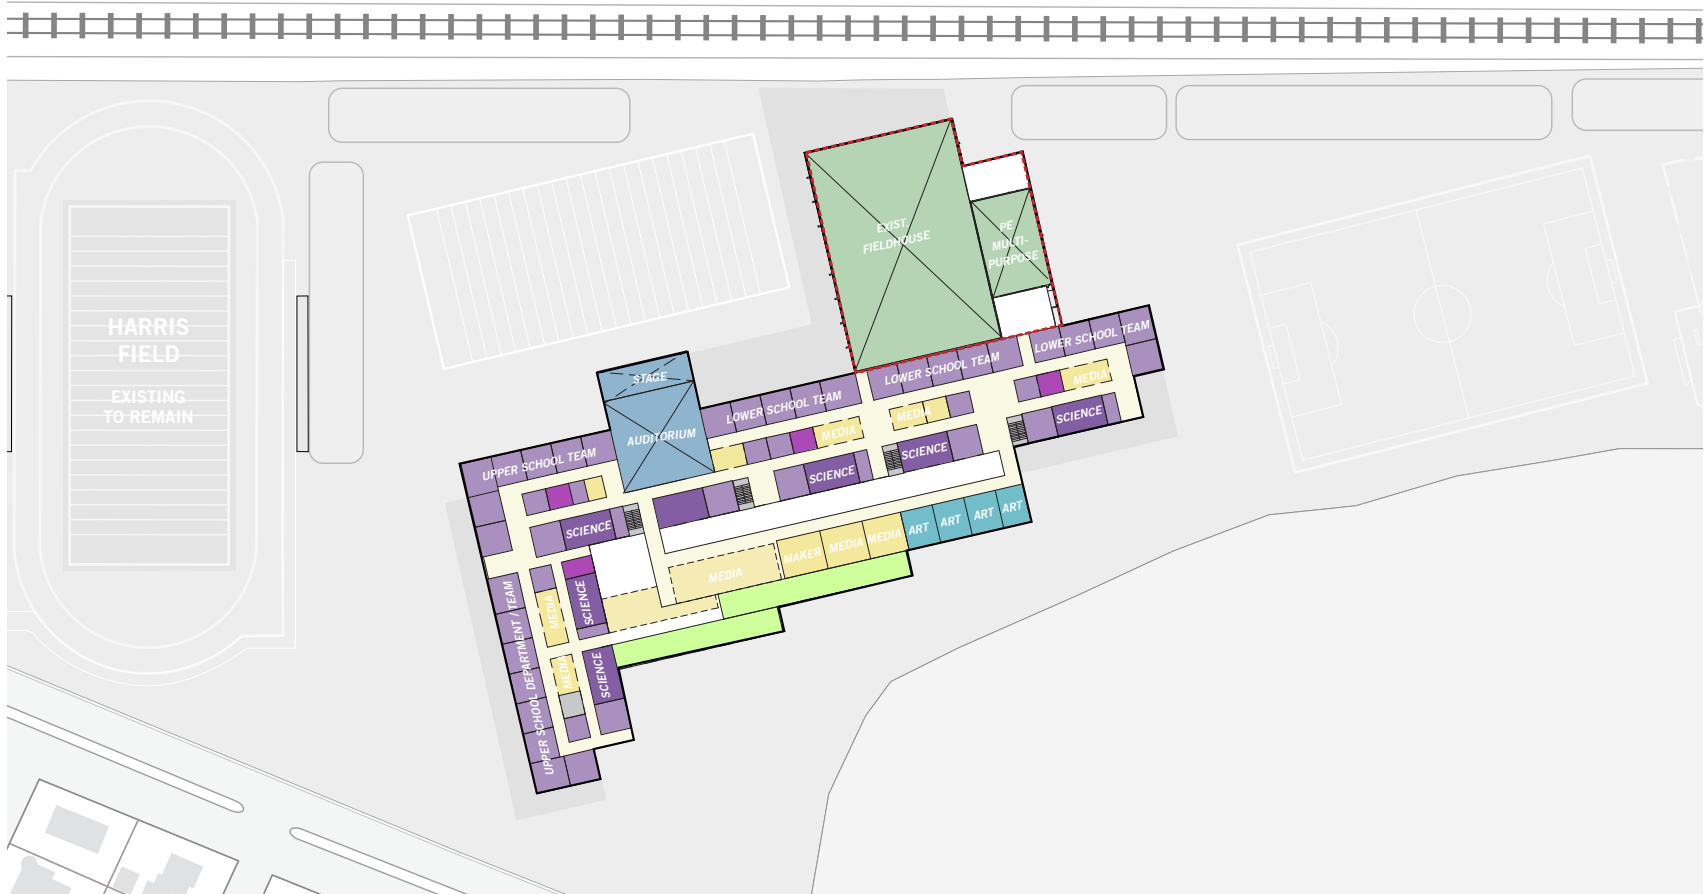 EXIST.
FIELDHOUSE
PE
MULTI-
PURPOSE
HARRIS
FIELD
EXISTING
TO REMAIN
STAGE
AUDITORIUM
LOWER SCHOOL TEAM
LOWER SCHOOL TEAM
LOWER SCHOOL TEAM
UPPER SCHOOL TEAM
MEDIA
MEDIA
MEDIA
SCIENCE
SCIENCE
SCIENCE
SCIENCE
MEDIA
MAKER
MEDIA
MEDIA
ART
ART
ART
ART
UPPER SCHOOL DEPARTMENT / TEAM
MEDIA
SCIENCE
MEDIA
SCIENCE